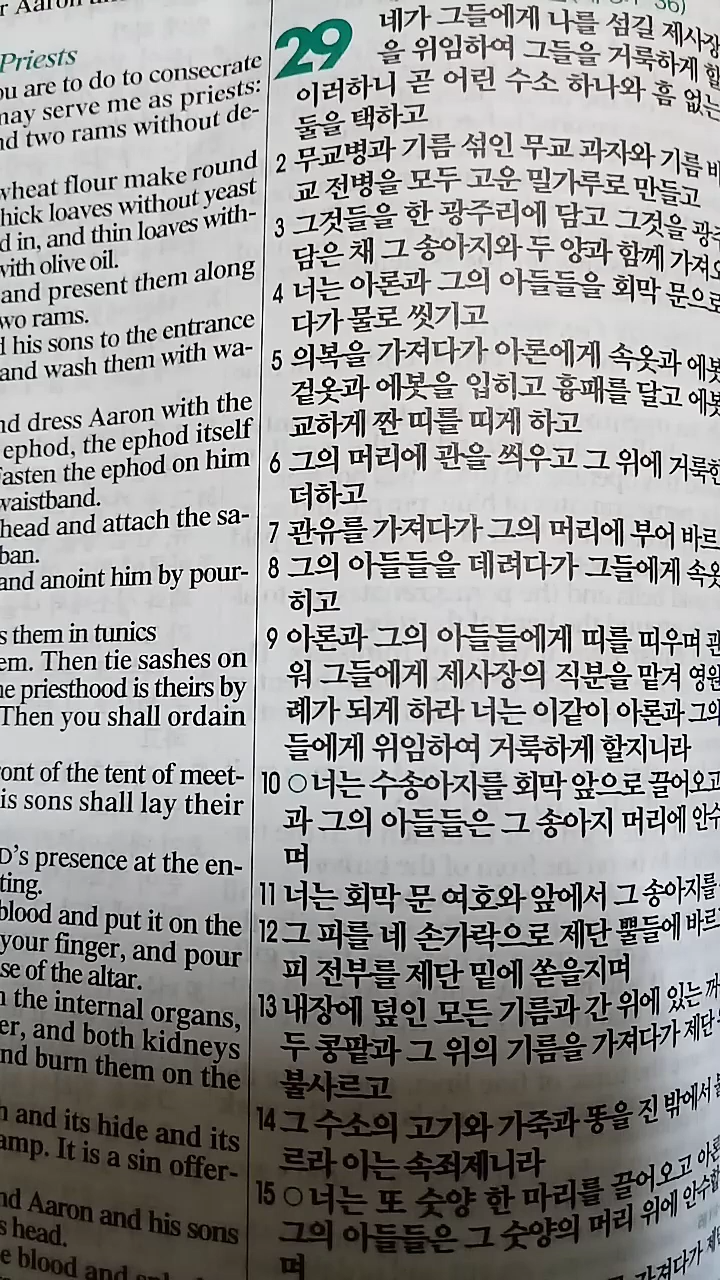 Priests
ou are to do to consecrate
may serve me as priests:
nd two rams without de-
wheat flour make round
hick loaves without yeast
d in, and thin loaves with-
with olive oil.
and present them along
wo rams.
d his sons to the entrance
and wash them with wa-
nd dress Aaron with the
ephod, the ephod itself
Fasten the ephod on him
waistband.
head and attach the sa-
ban.
and anoint him by pour-
s them in tunics
em. Then tie sashes on
he priesthood is theirs by
Then you shall ordain
ront of the tent of meet-
is sons shall lay their
D's presence at the en-
ting.
blood and put it on the
your finger, and pour
se of the altar.
n the internal organs,
er, and both kidneys
nd burn them on the
h and its hide and its
amp. It is a sin offer-
nd Aaron and his sons
s head.
e blood and
29 네가 그들에게 나를 섬길 제사장
을 위임하여 그들을 거룩하게 할
이러하니 곧 어린 수소 하나와 흠 없는
둘을 택하고
2 무교병과 기름 섞인 무교 과자와 기름 바
교 전병을 모두 고운 밀가루로 만들고
3 그것들을 한 광주리에 담고 그것을 광주
담은 채 그 송아지와 두 양과 함께 가져오
4 너는 아론과 그의 아들들을 회막 문으로
다가 물로 씻기고
5 의복을 가져다가 아론에게 속옷과 에봇
겉옷과 에봇을 입히고 흉패를 달고 에봇
교하게 짠 띠를 띠게 하고
6 그의 머리에 관을 씌우고 그 위에 거룩한
더하고
7 관유를 가져다가 그의 머리에 부어 바르
8 그의 아들들을 데려다가 그들에게 속옷
히고
9 아론과 그의 아들들에게 띠를 띠우며 관
워 그들에게 제사장의 직분을 맡겨 영원
례가 되게 하라 너는 이같이 아론과 그의
들에게 위임하여 거룩하게 할지니라
10 ○너는 수송아지를 회막 앞으로 끌어오고
과 그의 아들들은 그 송아지 머리에 안수
며
11 너는 회막 문 여호와 앞에서 그 송아지를
12 그 피를 네 손가락으로 제단 뿔들에 바르
피 전부를 제단 밑에 쏟을지며
13 내장에 덮인 모든 기름과 간 위에 있는 꺼
두 콩팥과 그 위의 기름을 가져다가 제단
불사르고
14 그 수소의 고기와 가죽과 똥을 진 밖에서 불
르라 이는 속죄제니라
15 ○너는 또 숫양 한 마리를 끌어오고 아론
그의 아들들은 그 숫양의 머리 위에 안수할
며
가져다가 제단